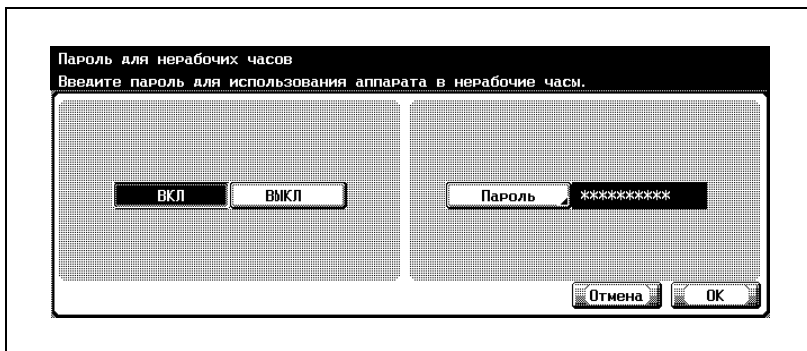 Пароль для нерабочих часов
Введите пароль для использования аппарата в нерабочие часы.
ВКЛ ВЫКЛ Пароль **********
Отмена OK